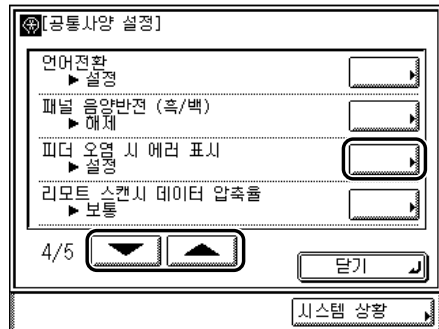 [공통사양 설정]
언어전환
▶ 설정
패널 음양반전 (흑/백)
▶ 해제
피더 오염 시 에러 표시
▶ 설정
리모트 스캔시 데이터 압축율
▶ 보통
4/5
닫기
시스템 상황